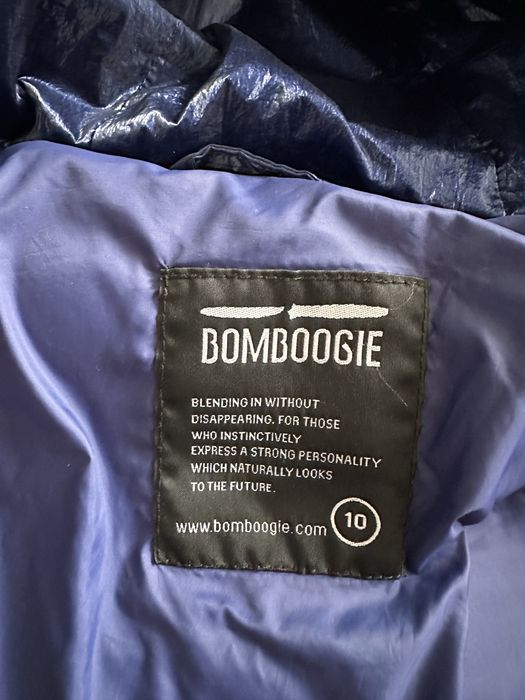 BOMBOOGIE
BLENDING IN WITHOUT
DISAPPEARING. FOR THOSE
WHO INSTINCTIVELY
EXPRESS A STRONG PERSONALITY
WHICH NATURALLY LOOKS
TO THE FUTURE.
www.bomboogie.com 10